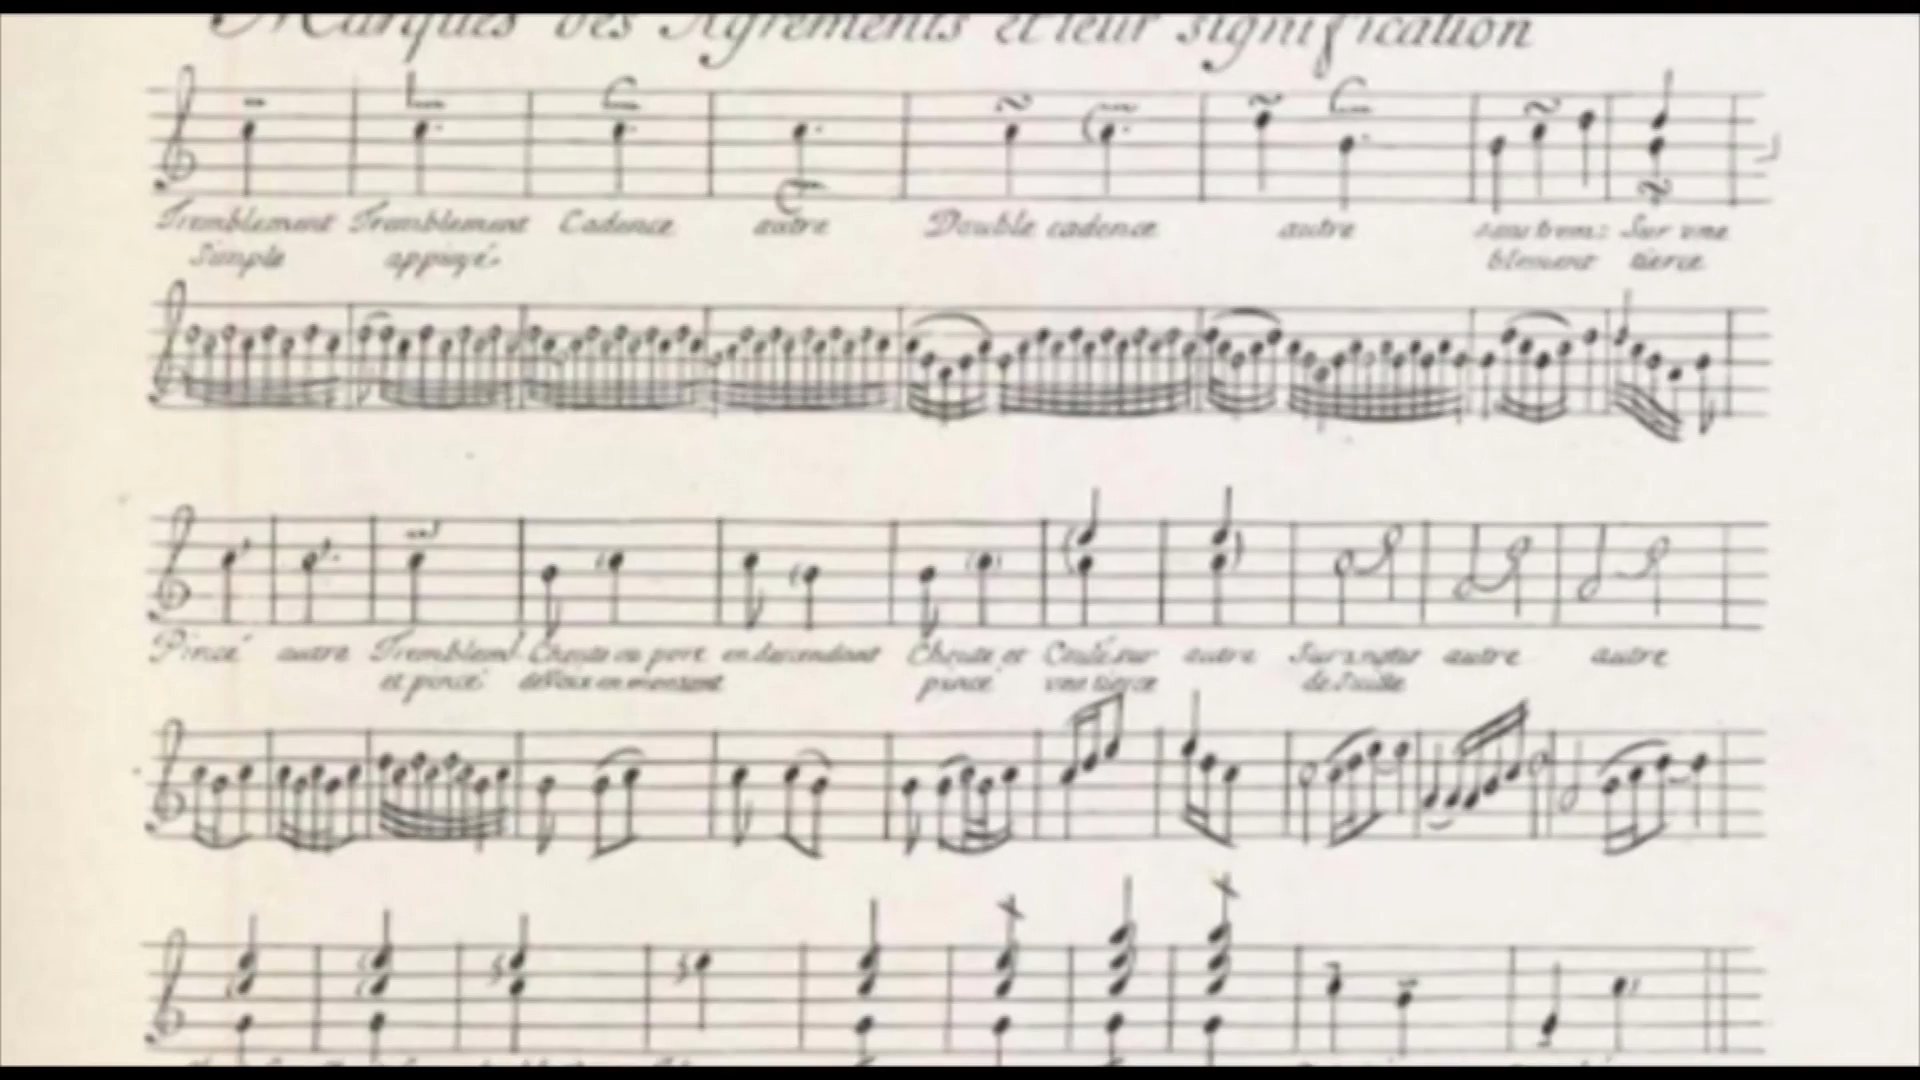 Marques des Agrements et leur signification
Tremblement Tremblement Cadence autre Double cadence autre sans trem: Sur vne
Simple appuyé blement tierce
Pincé autre Tremblem.t Cheute ou port en descendant Cheute et Coulé sur autre Sur 2 notes autre autre
et pincé de Voix en montant pincé vne tierce de Suitte